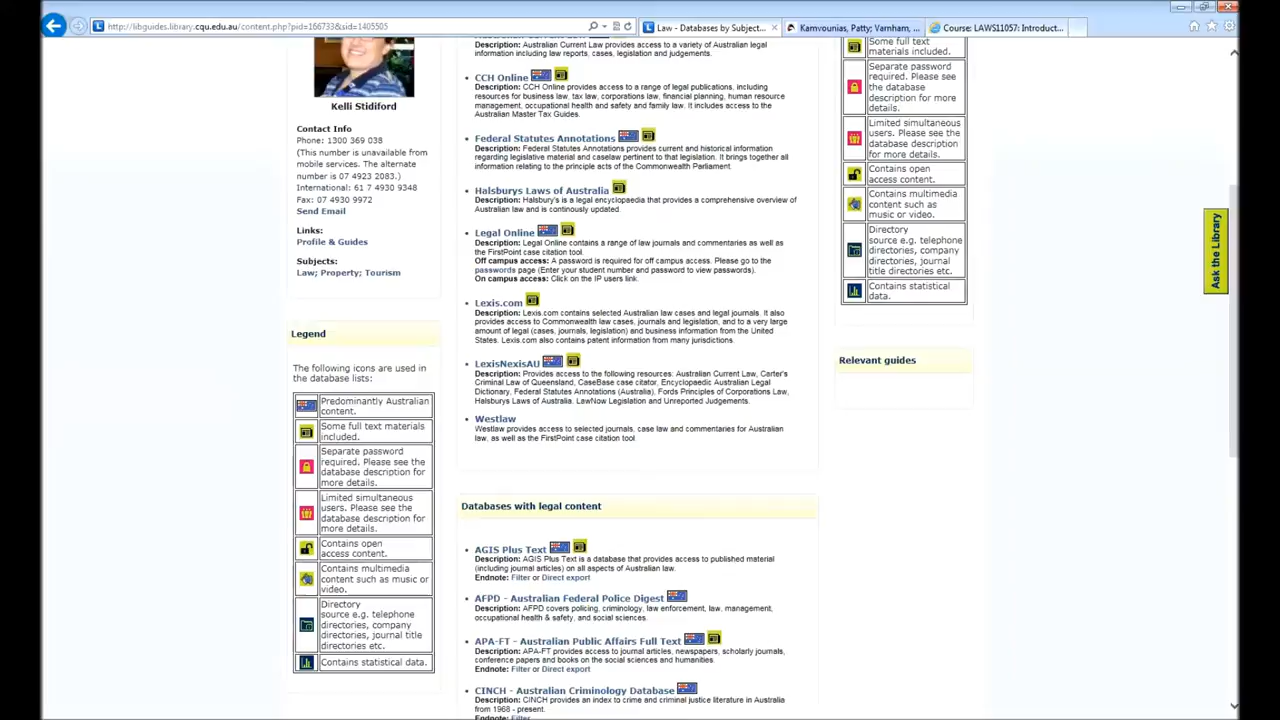 http://libguides.library.cqu.edu.au/content.php?pid=166733&sid=1405505
Law - Databases by Subject...
Kamvounias, Patty; Varnham, ...
Course: LAWS11057: Introduct...
Kelli Stidiford
Contact Info
Phone: 1300 369 038
(This number is unavailable from
mobile services. The alternate
number is 07 4923 2083.)
International: 61 7 4930 9348
Fax: 07 4930 9972
Send Email
Links:
Profile & Guides
Subjects:
Law; Property; Tourism
Legend
The following icons are used in
the database lists:
Predominantly Australian
content.
Some full text materials
included.
Separate password
required. Please see the
database description for
more details.
Limited simultaneous
users. Please see the
database description for
more details.
Contains open
access content.
Contains multimedia
content such as music or
video.
Directory
source e.g. telephone
directories, company
directories, journal title
directories etc.
Contains statistical data.
Description: Australian Current Law provides access to a variety of Australian legal
information including law reports, cases, legislation and judgements.
CCH Online
Description: CCH Online provides access to a range of legal publications, including
resources for business law, tax law, corporations law, financial planning, human resource
management, occupational health and safety and family law. It includes access to the
Australian Master Tax Guides.
Federal Statutes Annotations
Description: Federal Statutes Annotations provides current and historical information
regarding legislative material and caselaw pertinent to that legislation. It brings together all
information relating to the principle acts of the Commonwealth Parliament.
Halsburys Laws of Australia
Description: Halsbury's is a legal encyclopaedia that provides a comprehensive overview of
Australian law and is continously updated
Legal Online
Description: Legal Online contains a range of law journals and commentaries as well as
the FirstPoint case citation tool.
Off campus access: A password is required for off campus access. Please go to the
passwords page (Enter your student number and password to view passwords).
On campus access: Click on the IP users link.
Lexis.com
Description: Lexis.com contains selected Australian law cases and legal journals. It also
provides access to Commonwealth law cases, journals and legislation, and to a very large
amount of legal (cases, journals, legislation) and business information from the United
States. Lexis.com also contains patent information from many jurisdictions
LexisNexisAU
Description: Provides access to the following resources: Australian Current Law, Carter's
Criminal Law of Queensland, CaseBase case citator, Encyclopaedic Australian Legal
Dictionary, Federal Statutes Annotations (Australia). Fords Principles of Corporations Law,
Halsburys Laws of Australia. LawNow Legislation and Unreported Judgements.
Westlaw
Westlaw provides access to selected journals, case law and commentaries for Australian
law, as well as the FirstPoint case citation tool
Databases with legal content
AGIS Plus Text
Description: AGIS Plus Text is a database that provides access to published material
(including journal articles) on all aspects of Australian law.
Endnote: Filter or Direct export
AFPD - Australian Federal Police Digest
Description: AFPD covers policing, criminology, law enforcement, law, management,
occupational health & safety, and social sciences.
APA-FT - Australian Public Affairs Full Text
Description: APA-FT provides access to journal articles, newspapers, scholarly journals,
conference papers and books on the social sciences and humanities.
Endnote: Filter or Direct export
CINCH - Australian Criminology Database
Description: CINCH provides an index to crime and criminal justice literature in Australia
from 1968 - present.
Endnote: Filter
Some full text
materials included.
Separate password
required. Please see
the database
description for more
details.
Limited simultaneous
users. Please see the
database description
for more details.
Contains open
access content.
Contains multimedia
content such as
music or video.
Directory
source e.g. telephone
directories, company
directories, journal
title directories etc.
Contains statistical
data.
Relevant guides
Ask the Library